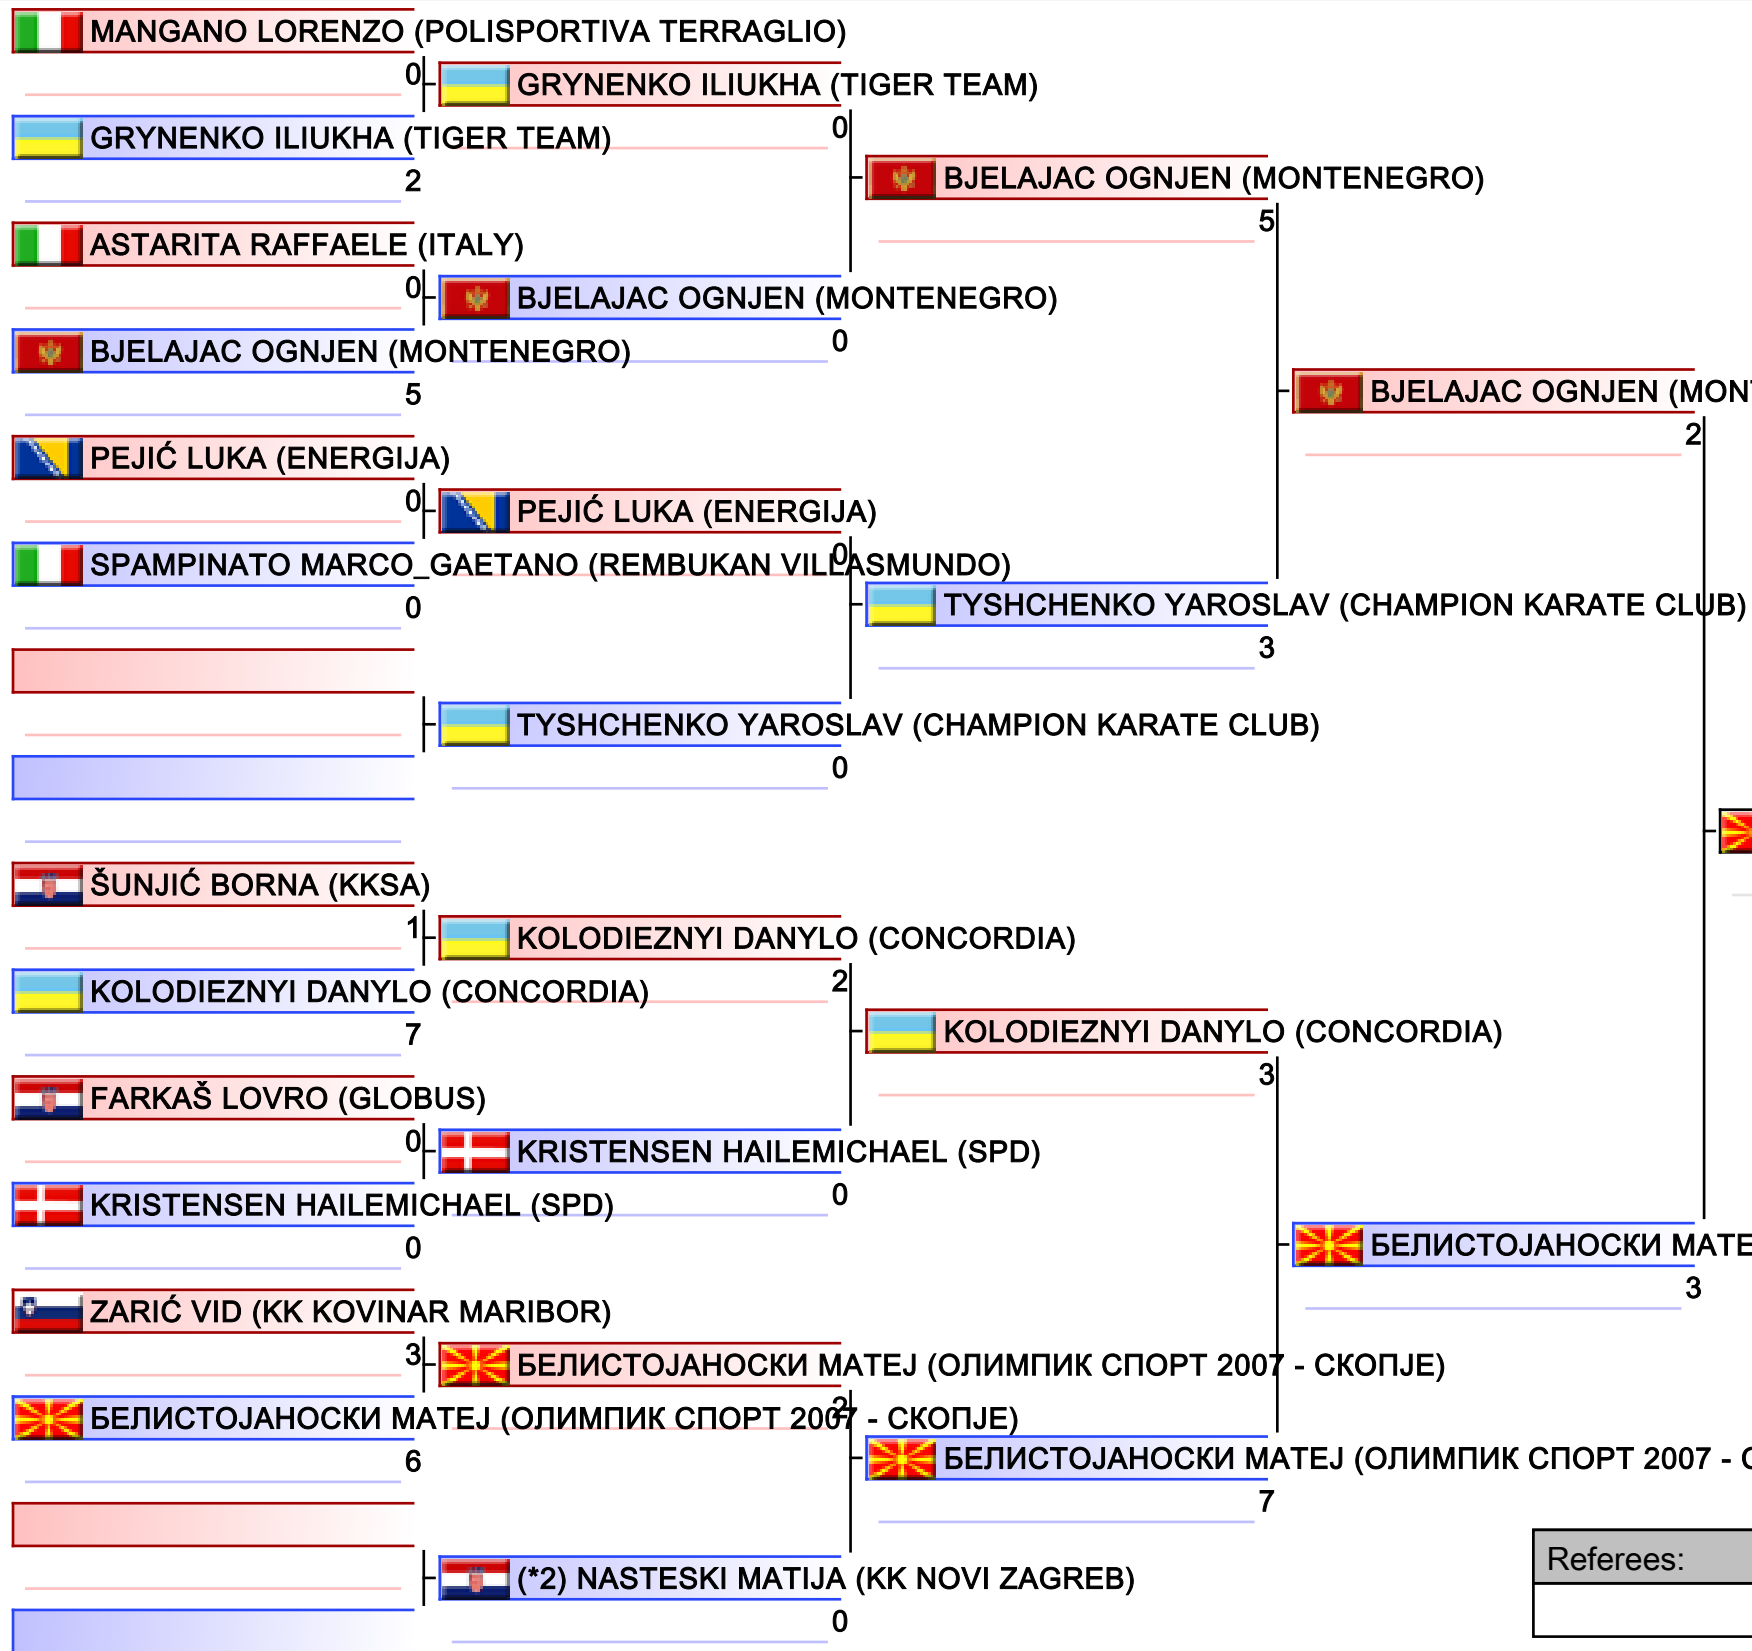 MANGANO LORENZO (POLISPORTIVA TERRAGLIO)
0
GRYNENKO ILIUKHA (TIGER TEAM)
0
GRYNENKO ILIUKHA (TIGER TEAM)
2
BJELAJAC OGNJEN (MONTENEGRO)
5
ASTARITA RAFFAELE (ITALY)
0
BJELAJAC OGNJEN (MONTENEGRO)
0
BJELAJAC OGNJEN (MONTENEGRO)
5
BJELAJAC OGNJEN (MON
2
PEJIĆ LUKA (ENERGIJA)
0
PEJIĆ LUKA (ENERGIJA)
0
SPAMPINATO MARCO_GAETANO (REMBUKAN VILLASMUNDO)
0
TYSHCHENKO YAROSLAV (CHAMPION KARATE CLUB)
3
TYSHCHENKO YAROSLAV (CHAMPION KARATE CLUB)
0
ŠUNJIĆ BORNA (KKSA)
1
KOLODIEZNYI DANYLO (CONCORDIA)
2
KOLODIEZNYI DANYLO (CONCORDIA)
7
KOLODIEZNYI DANYLO (CONCORDIA)
3
FARKAŠ LOVRO (GLOBUS)
0
KRISTENSEN HAILEMICHAEL (SPD)
0
KRISTENSEN HAILEMICHAEL (SPD)
0
БЕЛИСТОЈАНОСКИ МАТЕ
3
ZARIĆ VID (KK KOVINAR MARIBOR)
3
БЕЛИСТОЈАНОСКИ МАТЕЈ (ОЛИМПИК СПОРТ 2007 - СКОПЈЕ)
2
БЕЛИСТОЈАНОСКИ МАТЕЈ (ОЛИМПИК СПОРТ 2007 - СКОПЈЕ)
6
БЕЛИСТОЈАНОСКИ МАТЕЈ (ОЛИМПИК СПОРТ 2007 - С
7
(*2) NASTESKI MATIJA (KK NOVI ZAGREB)
0
Referees: